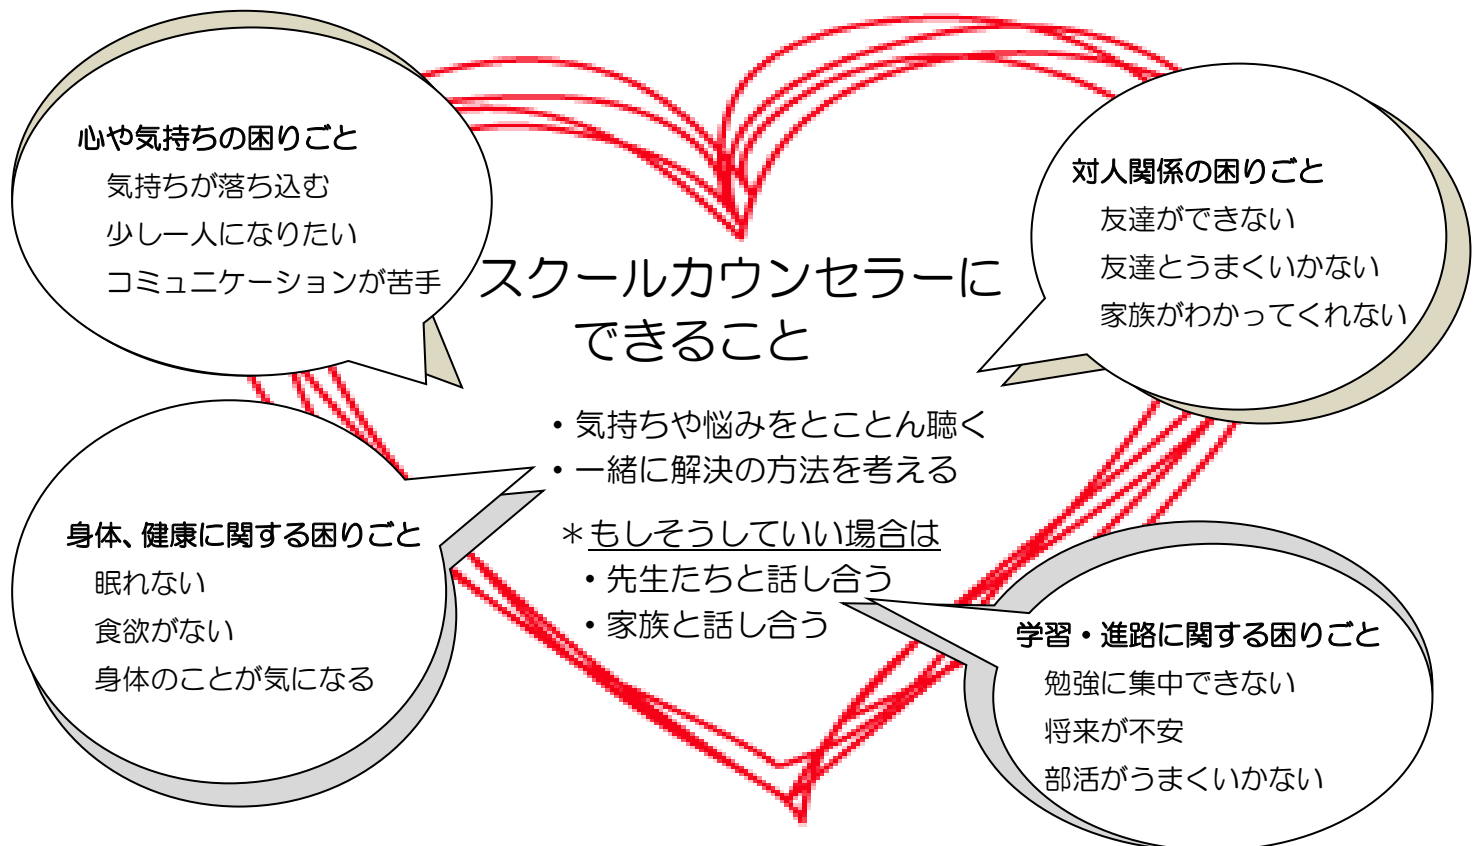 心や気持ちの困りごと
気持ちが落ち込む
少し一人になりたい
コミュニケーションが苦手
対人関係の困りごと
友達ができない
友達とうまくいかない
家族がわかってくれない
スクールカウンセラーに
できること
・気持ちや悩みをとことん聴く
・一緒に解決の方法を考える
＊もしそうしていい場合は
・先生たちと話し合う
・家族と話し合う
身体、健康に関する困りごと
眠れない
食欲がない
身体のことが気になる
学習・進路に関する困りごと
勉強に集中できない
将来が不安
部活がうまくいかない